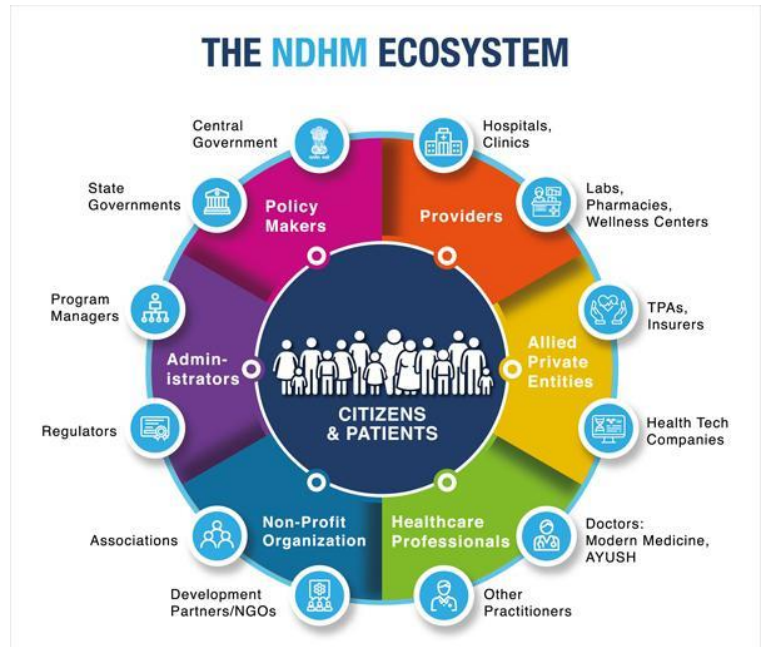 THE NDHM ECOSYSTEM
Central
Government
Hospitals,
Clinics
State
Governments
Labs,
Pharmacies,
Wellness Centers
Policy
Makers
Providers
Program
Managers
TPAs,
Insurers
Admin-
istrators
Allied
Private
Entities
CITIZENS
& PATIENTS
Regulators
Health Tech
Companies
Non-Profit
Organization
Healthcare
Professionals
Associations
Doctors:
Modern Medicine,
AYUSH
Development
Partners/NGOs
Other
Practitioners